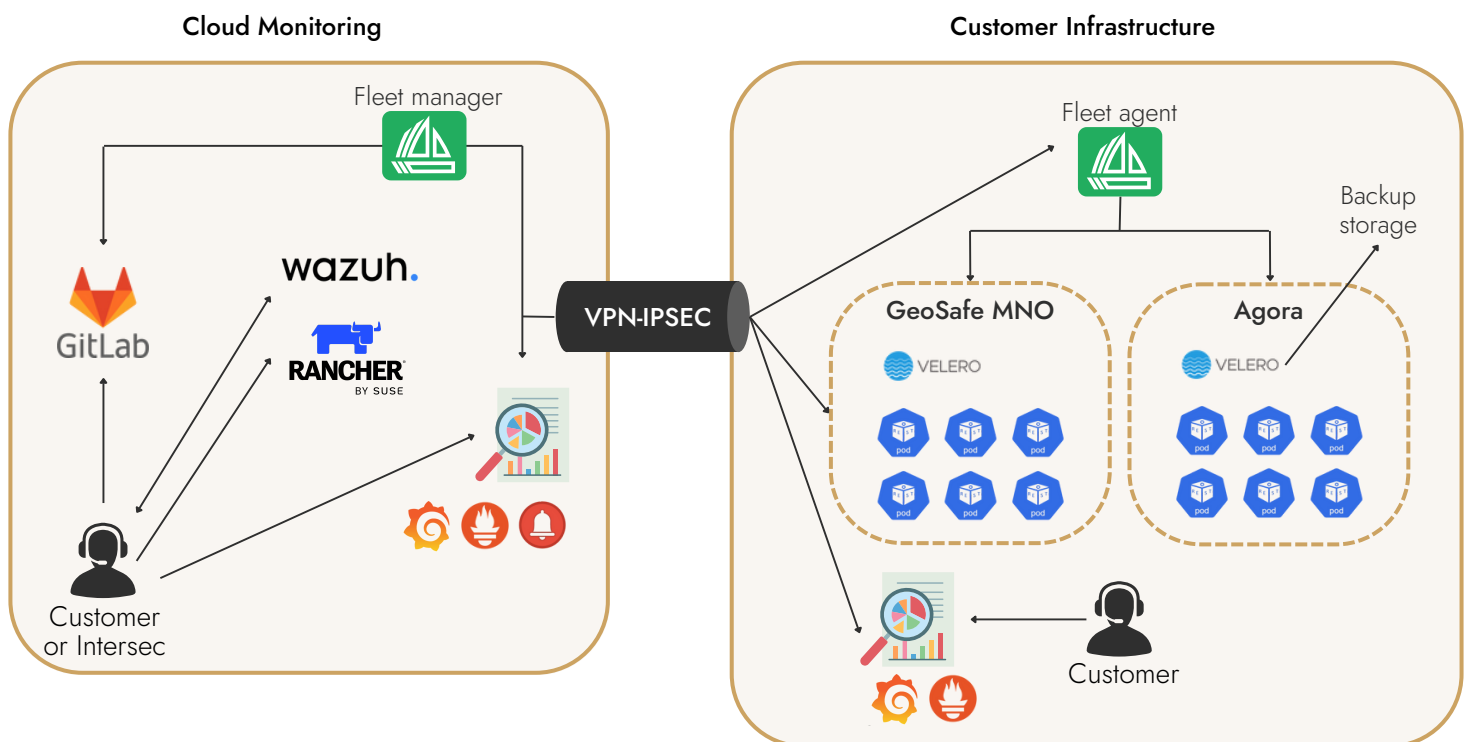 Cloud Monitoring
Customer Infrastructure
Fleet manager
Fleet agent
Backup
storage
wazuh.
GitLab
RANCHER®
BY SUSE
VPN-IPSEC
GeoSafe MNO
Agora
VELERO
VELERO
pod
pod
pod
pod
pod
pod
pod
pod
pod
pod
pod
pod
Customer
or Intersec
Customer